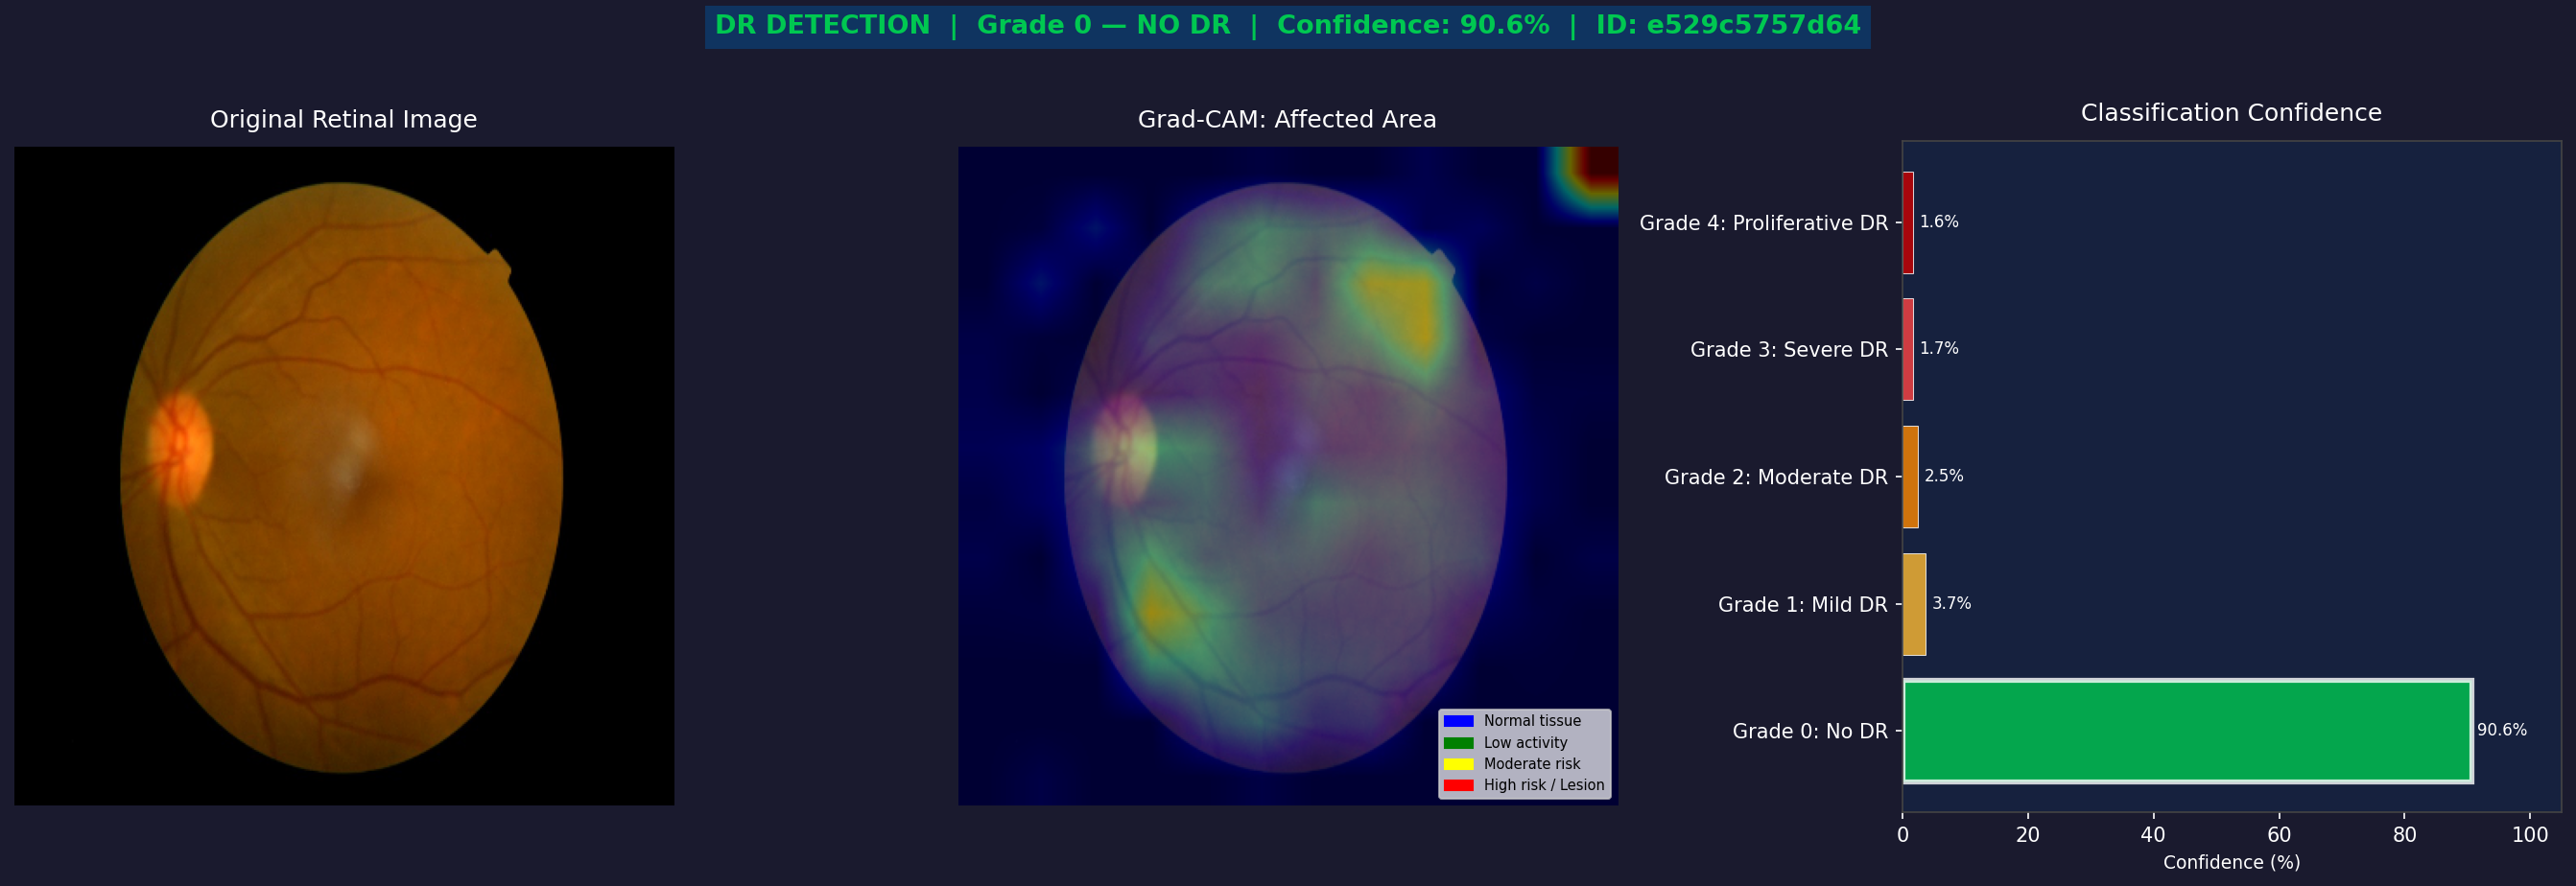 DR DETECTION | Grade 0 — NO DR | Confidence: 90.6% | ID: e529c5757d64
Original Retinal Image
Grad-CAM: Affected Area
Normal tissue
Low activity
Moderate risk
High risk / Lesion
Classification Confidence
Grade 4: Proliferative DR 1.6%
Grade 3: Severe DR 1.7%
Grade 2: Moderate DR 2.5%
Grade 1: Mild DR 3.7%
Grade 0: No DR 90.6%
0 20 40 60 80 100
Confidence (%)